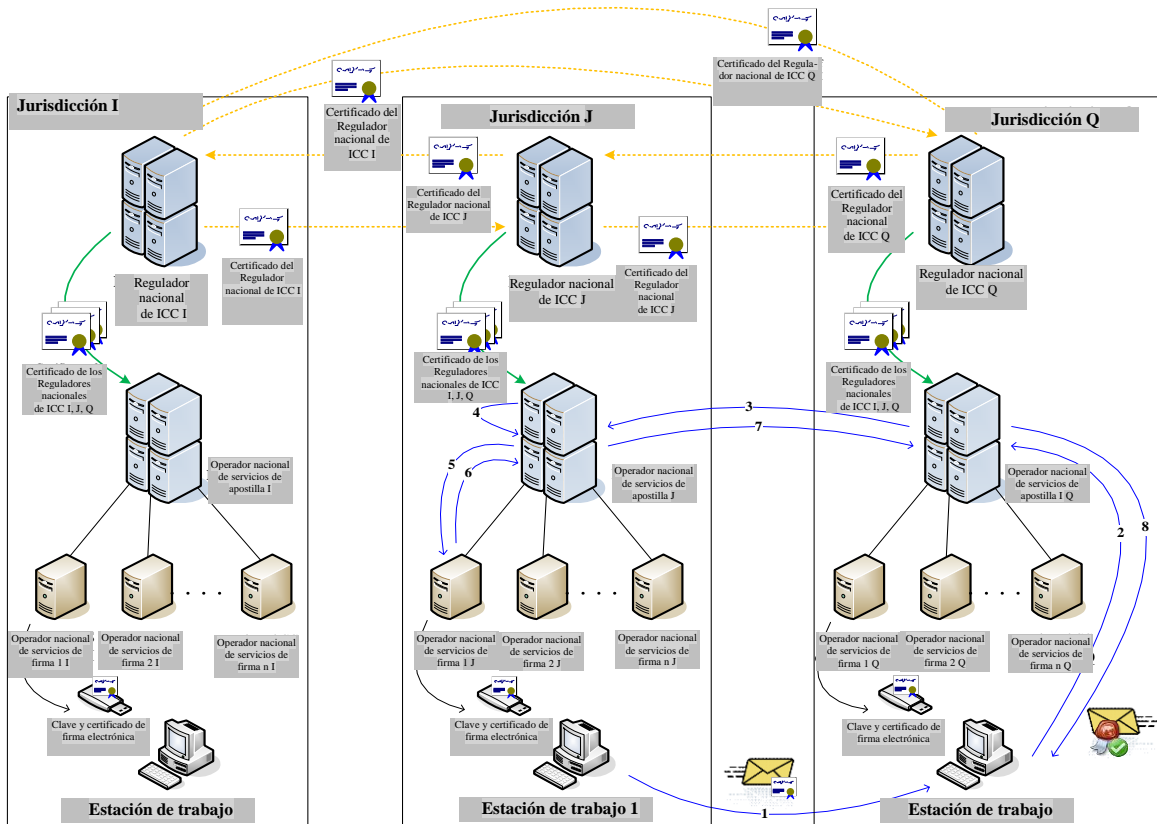 Certificado del Regula-
dor nacional de ICC Q
Jurisdicción I
Certificado del
Regulador
nacional de
ICC I
Jurisdicción J
Jurisdicción Q
Certificado del
Regulador nacional
de ICC J
Certificado del
Regulador
nacional
de ICC Q
Certificado del
Regulador
nacional de ICC I
Regulador
nacional
de ICC I
Regulador nacional
de ICC J
Certificado del
Regulador
nacional
de ICC J
Regulador nacional
de ICC Q
Certificado de los
Reguladores
nacionales
de ICC I, J, Q
Certificado de los
Reguladores
nacionales de ICC
I, J, Q
Certificado de los
Reguladores
nacionales
de ICC I, J, Q
4
3
7
5
6
2
8
Operador nacional
de servicios de
apostilla I
Operador nacional
de servicios de
apostilla J
Operador nacional
de servicios de
apostilla I Q
. . . .
. . . .
. . . .
Operador nacional
de servicios de
firma 1 I
Operador nacional
de servicios de
firma 2 I
Operador nacional
de servicios de
firma n I
Operador nacional
de servicios de
firma 1 J
Operador nacional
de servicios de
firma 2 J
Operador nacional
de servicios de
firma n J
Operador nacional
de servicios de
firma 1 Q
Operador nacional
de servicios de
firma 2 Q
Operador nacional
de servicios de
firma n Q
Clave y certificado de
firma electrónica
Clave y certificado de
firma electrónica
Clave y certificado de
firma electrónica
Estación de trabajo
Estación de trabajo 1
1
Estación de trabajo